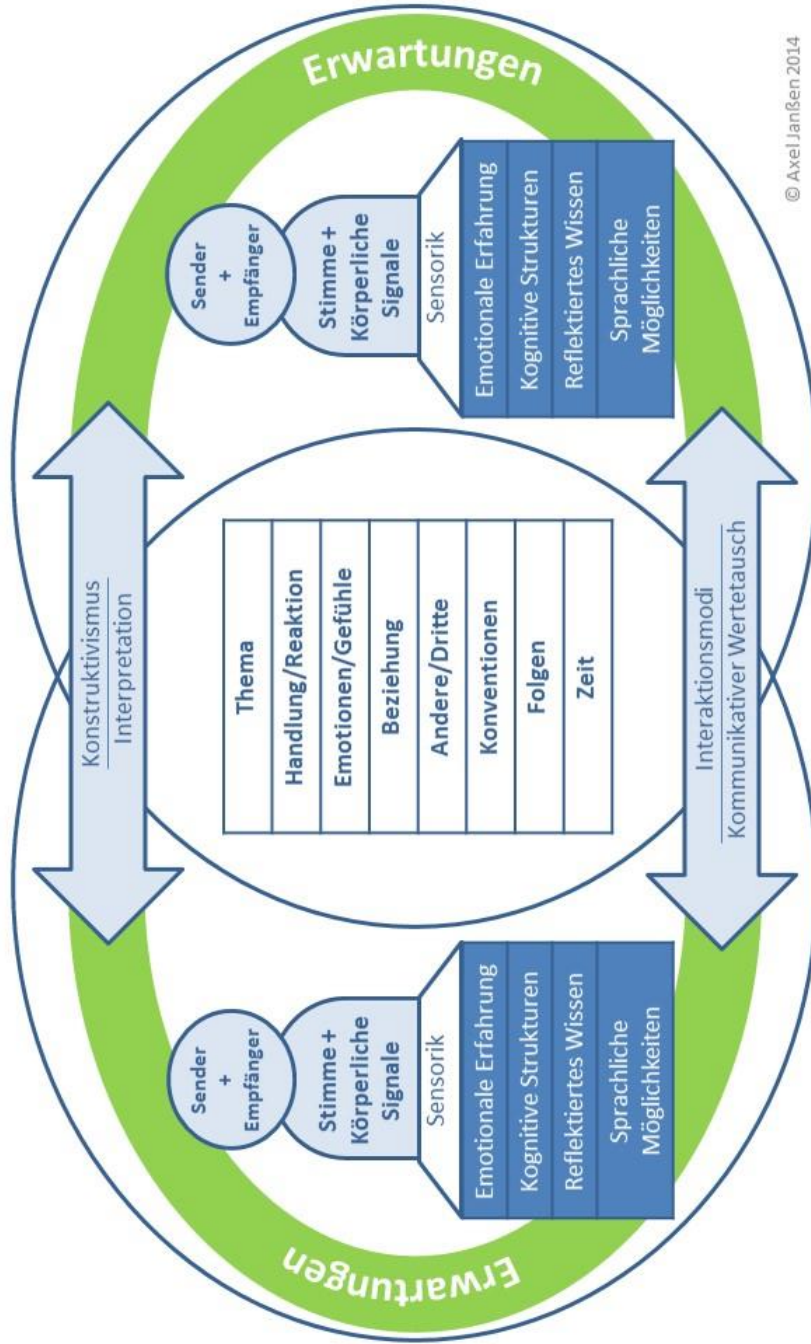 Erwartungen
Konstruktivismus
Interpretation
Erwartungen
Sender
+
Empfänger
Stimme +
Körperliche
Signale
Sensorik
Emotionale Erfahrung
Kognitive Strukturen
Reflektiertes Wissen
Sprachliche
Möglichkeiten
Thema
Handlung/Reaktion
Emotionen/Gefühle
Beziehung
Andere/Dritte
Konventionen
Folgen
Zeit
Sender
+
Empfänger
Stimme +
Körperliche
Signale
Sensorik
Emotionale Erfahrung
Kognitive Strukturen
Reflektiertes Wissen
Sprachliche
Möglichkeiten
Interaktionsmodi
Kommunikativer Wertetausch
© Axel Janßen 2014